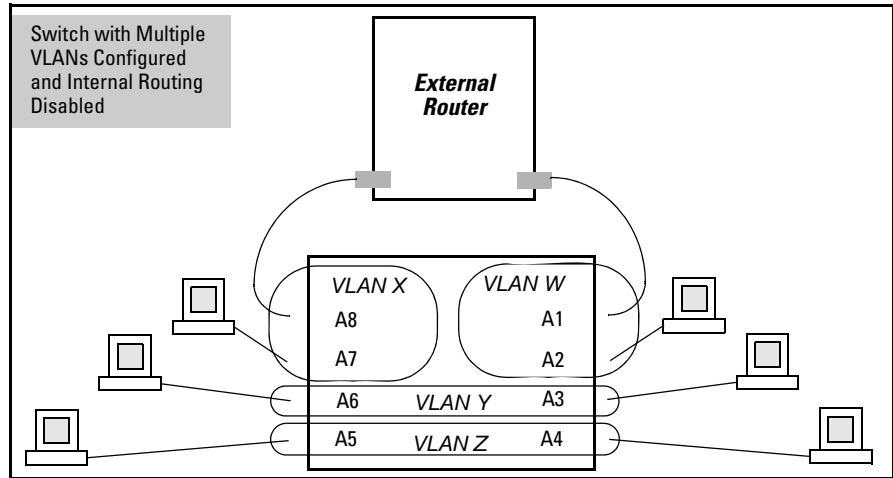 Switch with Multiple
VLANs Configured
and Internal Routing
Disabled
External
Router
VLAN X
VLAN W
A8
A1
A7
A2
A6
VLAN Y
A3
A5
VLAN Z
A4